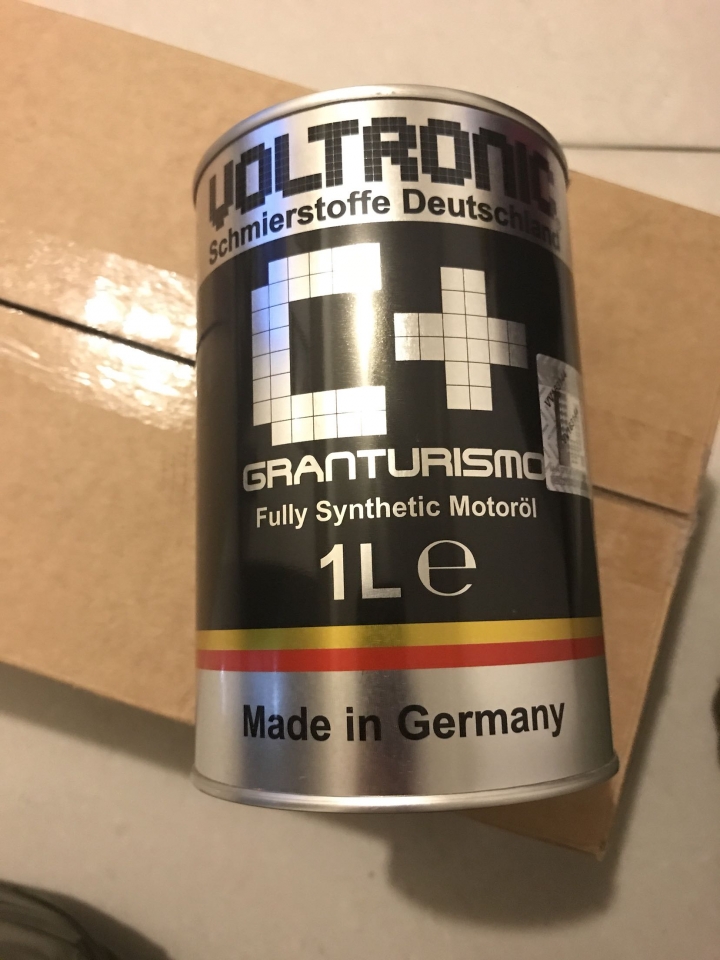 VOLTRONIC
Schmierstoffe Deutschland
C+
GRANTURISMO
Fully Synthetic Motoröl
1L e
Made in Germany